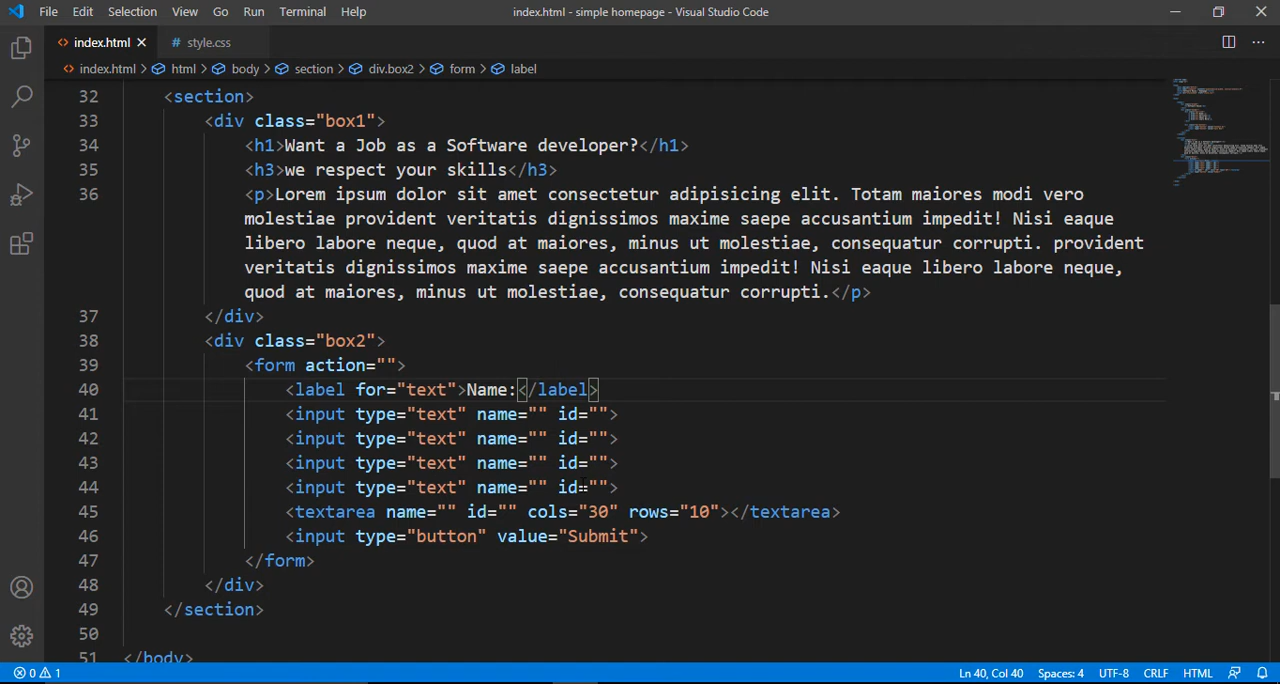 File Edit Selection View Go Run Terminal Help index.html - simple homepage - Visual Studio Code
index.html style.css
index.html > html > body > section > div.box2 > form > label
32 <section>
33 <div class="box1">
34 <h1>Want a Job as a Software developer?</h1>
35 <h3>we respect your skills</h3>
36 <p>Lorem ipsum dolor sit amet consectetur adipisicing elit. Totam maiores modi vero
molestiae provident veritatis dignissimos maxime saepe accusantium impedit! Nisi eaque
libero labore neque, quod at maiores, minus ut molestiae, consequatur corrupti. provident
veritatis dignissimos maxime saepe accusantium impedit! Nisi eaque libero labore neque,
quod at maiores, minus ut molestiae, consequatur corrupti.</p>
37 </div>
38 <div class="box2">
39 <form action="">
40 <label for="text">Name:</label>
41 <input type="text" name="" id="">
42 <input type="text" name="" id="">
43 <input type="text" name="" id="">
44 <input type="text" name="" id="">
45 <textarea name="" id="" cols="30" rows="10"></textarea>
46 <input type="button" value="Submit">
47 </form>
48 </div>
49 </section>
50
51 </body>
0 1 Ln 40, Col 40 Spaces: 4 UTF-8 CRLF HTML